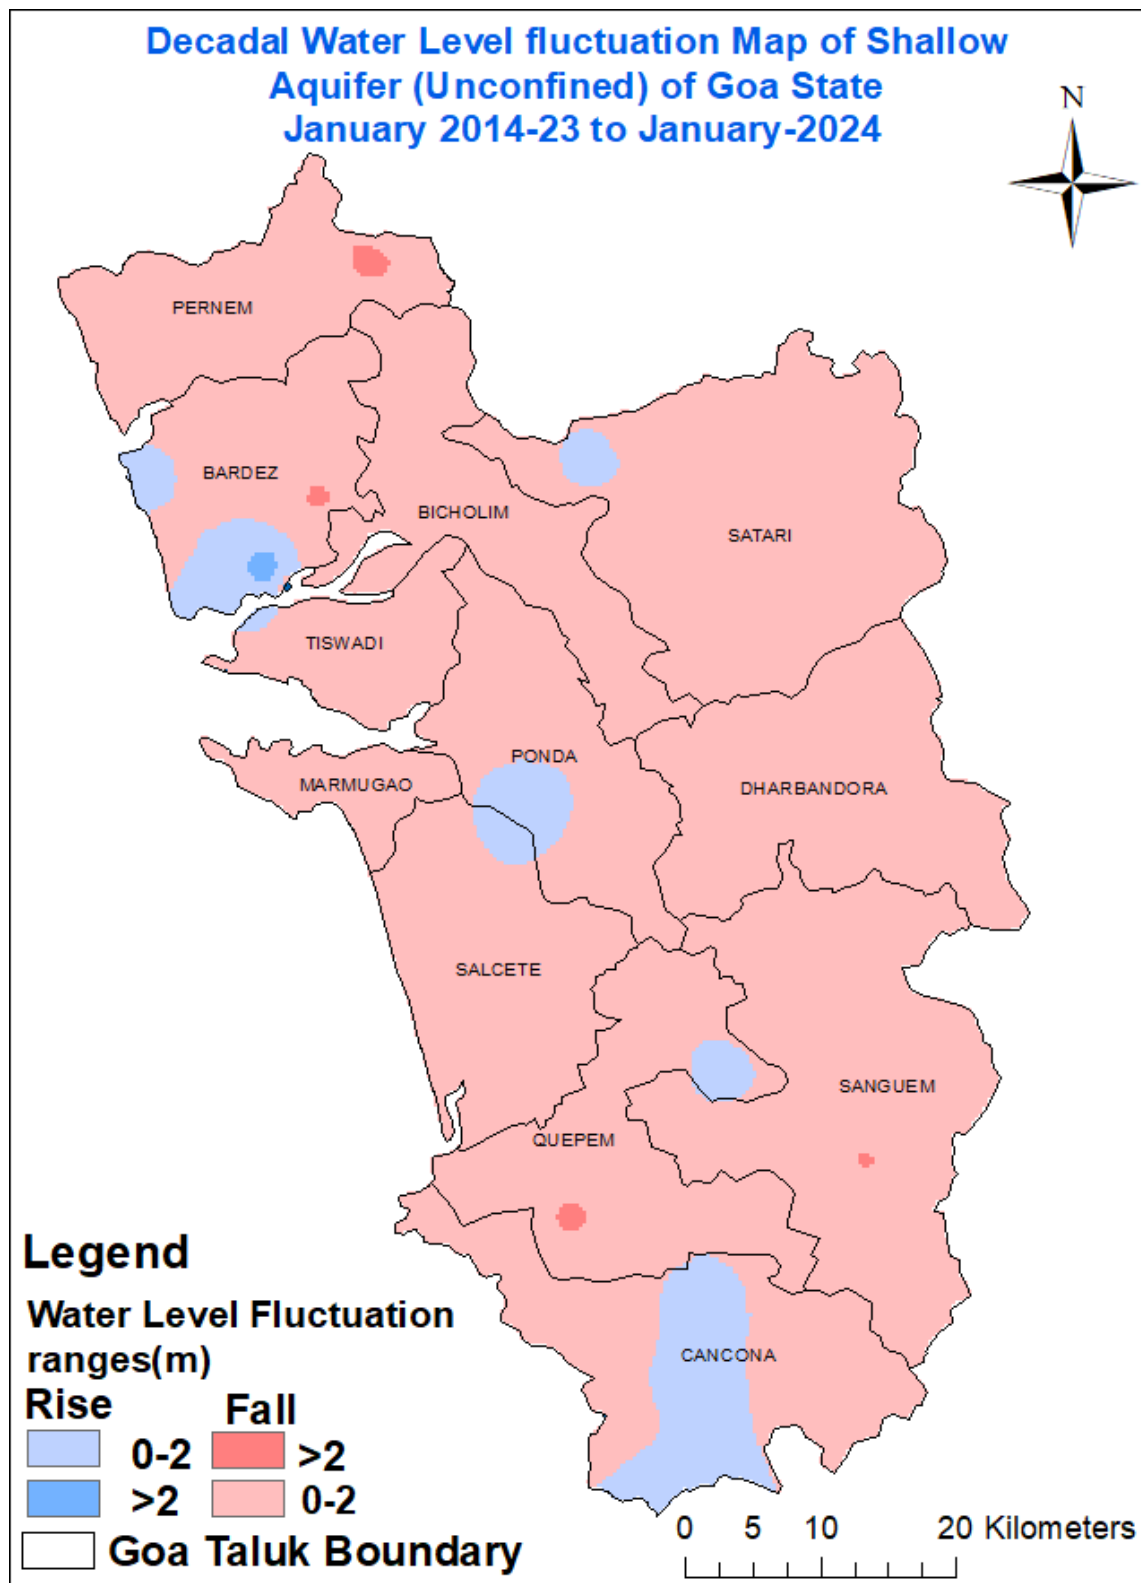 Decadal Water Level fluctuation Map of Shallow
Aquifer (Unconfined) of Goa State
January 2014-23 to January-2024
N
PERNEM
BARDEZ
BICHOLIM
SATARI
TISWADI
PONDA
MARMUGAO
DHARBANDORA
SALCETE
SANGUEM
QUEPEM
CANCONA
Legend
Water Level Fluctuation
ranges(m)
Rise Fall
0-2 >2
>2 0-2
Goa Taluk Boundary
0 5 10 20 Kilometers